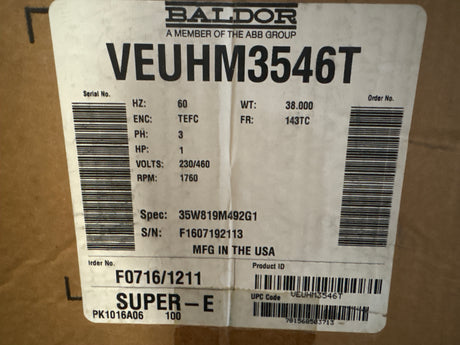 BALDOR
A MEMBER OF THE ABB GROUP
VEUHM3546T
Serial No.
Order No.
HZ: 60 WT: 38.000
ENC: TEFC FR: 143TC
PH: 3
HP: 1
VOLTS: 230/460
RPM: 1760
Spec: 35W819M492G1
S/N: F1607192113
MFG IN THE USA
Order No.
F0716/1211
Product ID
VEUHM3546T
SUPER-E
UPC Code
PK1016A06 100
781568503713